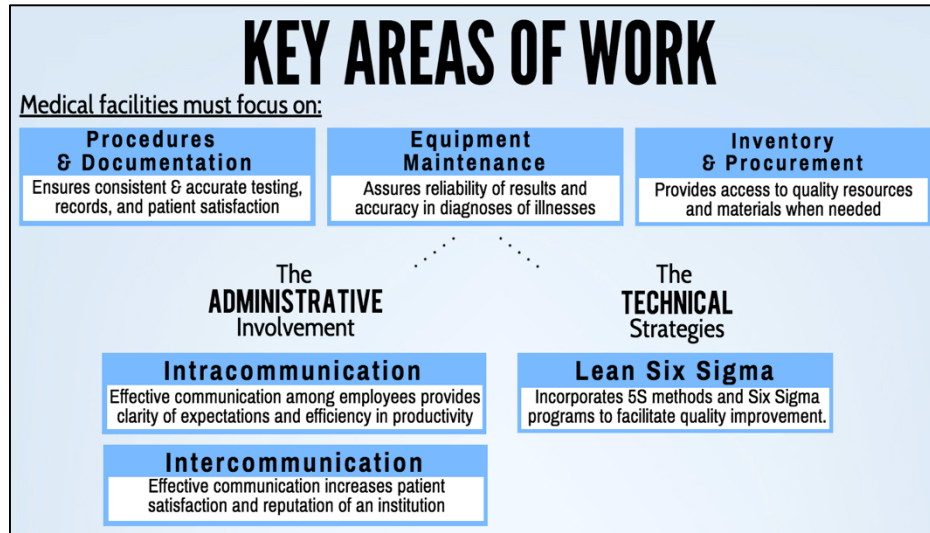 KEY AREAS OF WORK
Medical facilities must focus on:
Procedures
& Documentation
Ensures consistent & accurate testing,
records, and patient satisfaction
Equipment
Maintenance
Assures reliability of results and
accuracy in diagnoses of illnesses
Inventory
& Procurement
Provides access to quality resources
and materials when needed
The
ADMINISTRATIVE
Involvement
Intracommunication
Effective communication among employees provides
clarity of expectations and efficiency in productivity
Intercommunication
Effective communication increases patient
satisfaction and reputation of an institution
The
TECHNICAL
Strategies
Lean Six Sigma
Incorporates 5S methods and Six Sigma
programs to facilitate quality improvement.